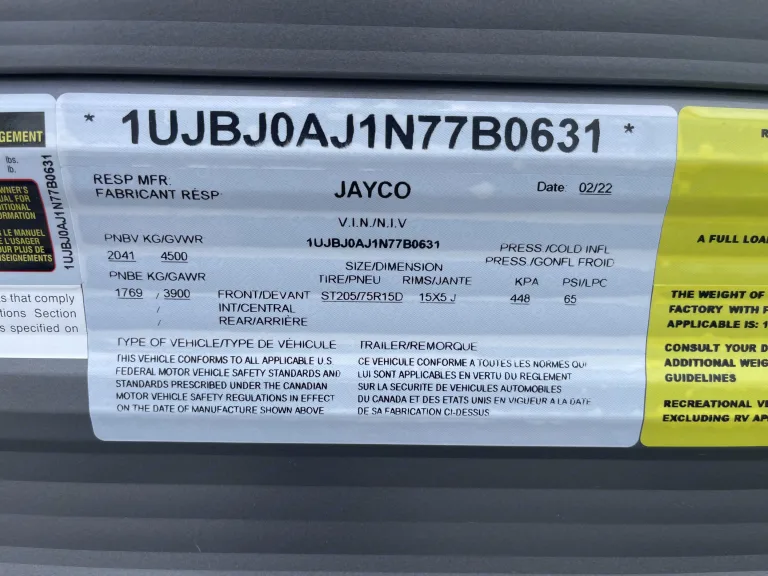 * 1UJBJ0AJ1N77B0631 *
RESP MFR: JAYCO Date 02/22
FABRICANT RESP:
V.I.N./N.I.V
1UJBJ0AJ1N77B0631
PNBV KG/GVWR PRESS./COLD INFL
2041 4500 SIZE/DIMENSION PRESS./GONFL FROID
PNBE KG/GAWR TIRE/PNEU RIMS/JANTE KPA PSI/LPC
1769 / 3900 FRONT/DEVANT ST205/75R15D 15X5 J 448 65
/ INT/CENTRAL
/ REAR/ARRIÈRE
TYPE OF VEHICLE/TYPE DE VÉHICULE TRAILER/REMORQUE
THIS VEHICLE CONFORMS TO ALL APPLICABLE U.S.
FEDERAL MOTOR VEHICLE SAFETY STANDARDS AND
STANDARDS PRESCRIBED UNDER THE CANADIAN
MOTOR VEHICLE SAFETY REGULATIONS IN EFFECT
ON THE DATE OF MANUFACTURE SHOWN ABOVE
CE VEHICULE CONFORME A TOUTES LES NORMES QUI
LUI SONT APPLICABLES EN VERTU DU REGLEMENT
SUR LA SECURITE DE VEHICULES AUTOMOBILES
DU CANADA ET DES ETATS UNIS EN VIGUEUR A LA DATE
DE SA FABRICATION CI-DESSUS
GEMENT
lbs.
lb.
OWNER'S
UAL FOR
DITIONAL
ORMATION
LE MANUEL
L'USAGER
OUR PLUS DE
NSEIGNEMENTS
1UJBJ0AJ1N77B0631
s that comply
tions Section
s specified on
R
A FULL LOA
THE WEIGHT OF
FACTORY WITH F
APPLICABLE IS: 1
CONSULT YOUR O
ADDITIONAL WEIG
GUIDELINES
RECREATIONAL VE
EXCLUDING RV AP